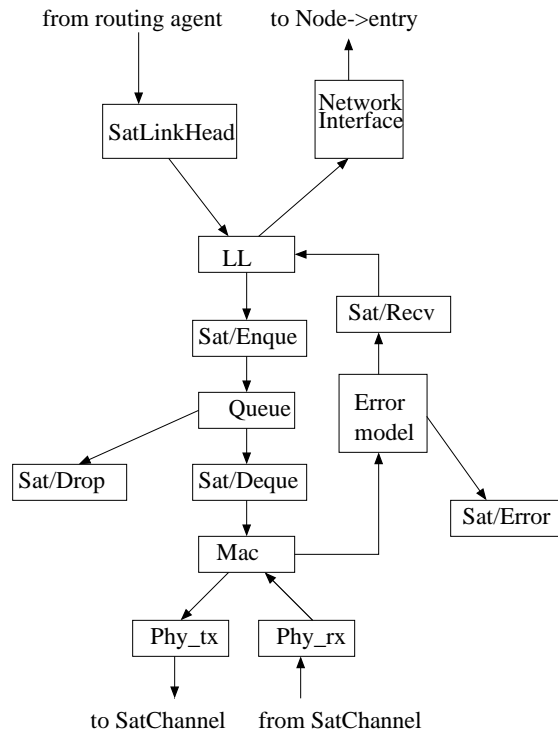 from routing agent
to Node->entry
SatLinkHead
Network
Interface
LL
Sat/Recv
Sat/Enque
Queue
Error
model
Sat/Drop
Sat/Deque
Sat/Error
Mac
Phy_tx
Phy_rx
to SatChannel
from SatChannel